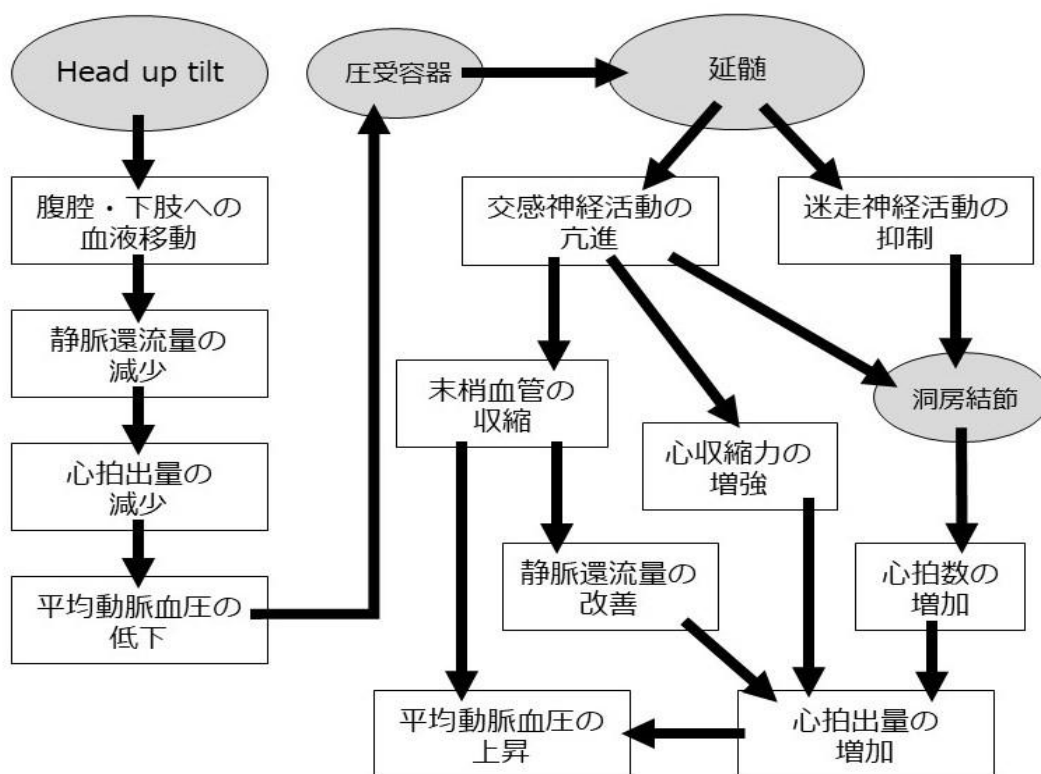 Head up tilt
腹腔・下肢への
血液移動
静脈還流量の
減少
心拍出量の
減少
平均動脈血圧の
低下
圧受容器
延髄
交感神経活動の
亢進
迷走神経活動の
抑制
末梢血管の
収縮
心収縮力の
増強
洞房結節
静脈還流量の
改善
心拍数の
増加
平均動脈血圧の
上昇
心拍出量の
増加